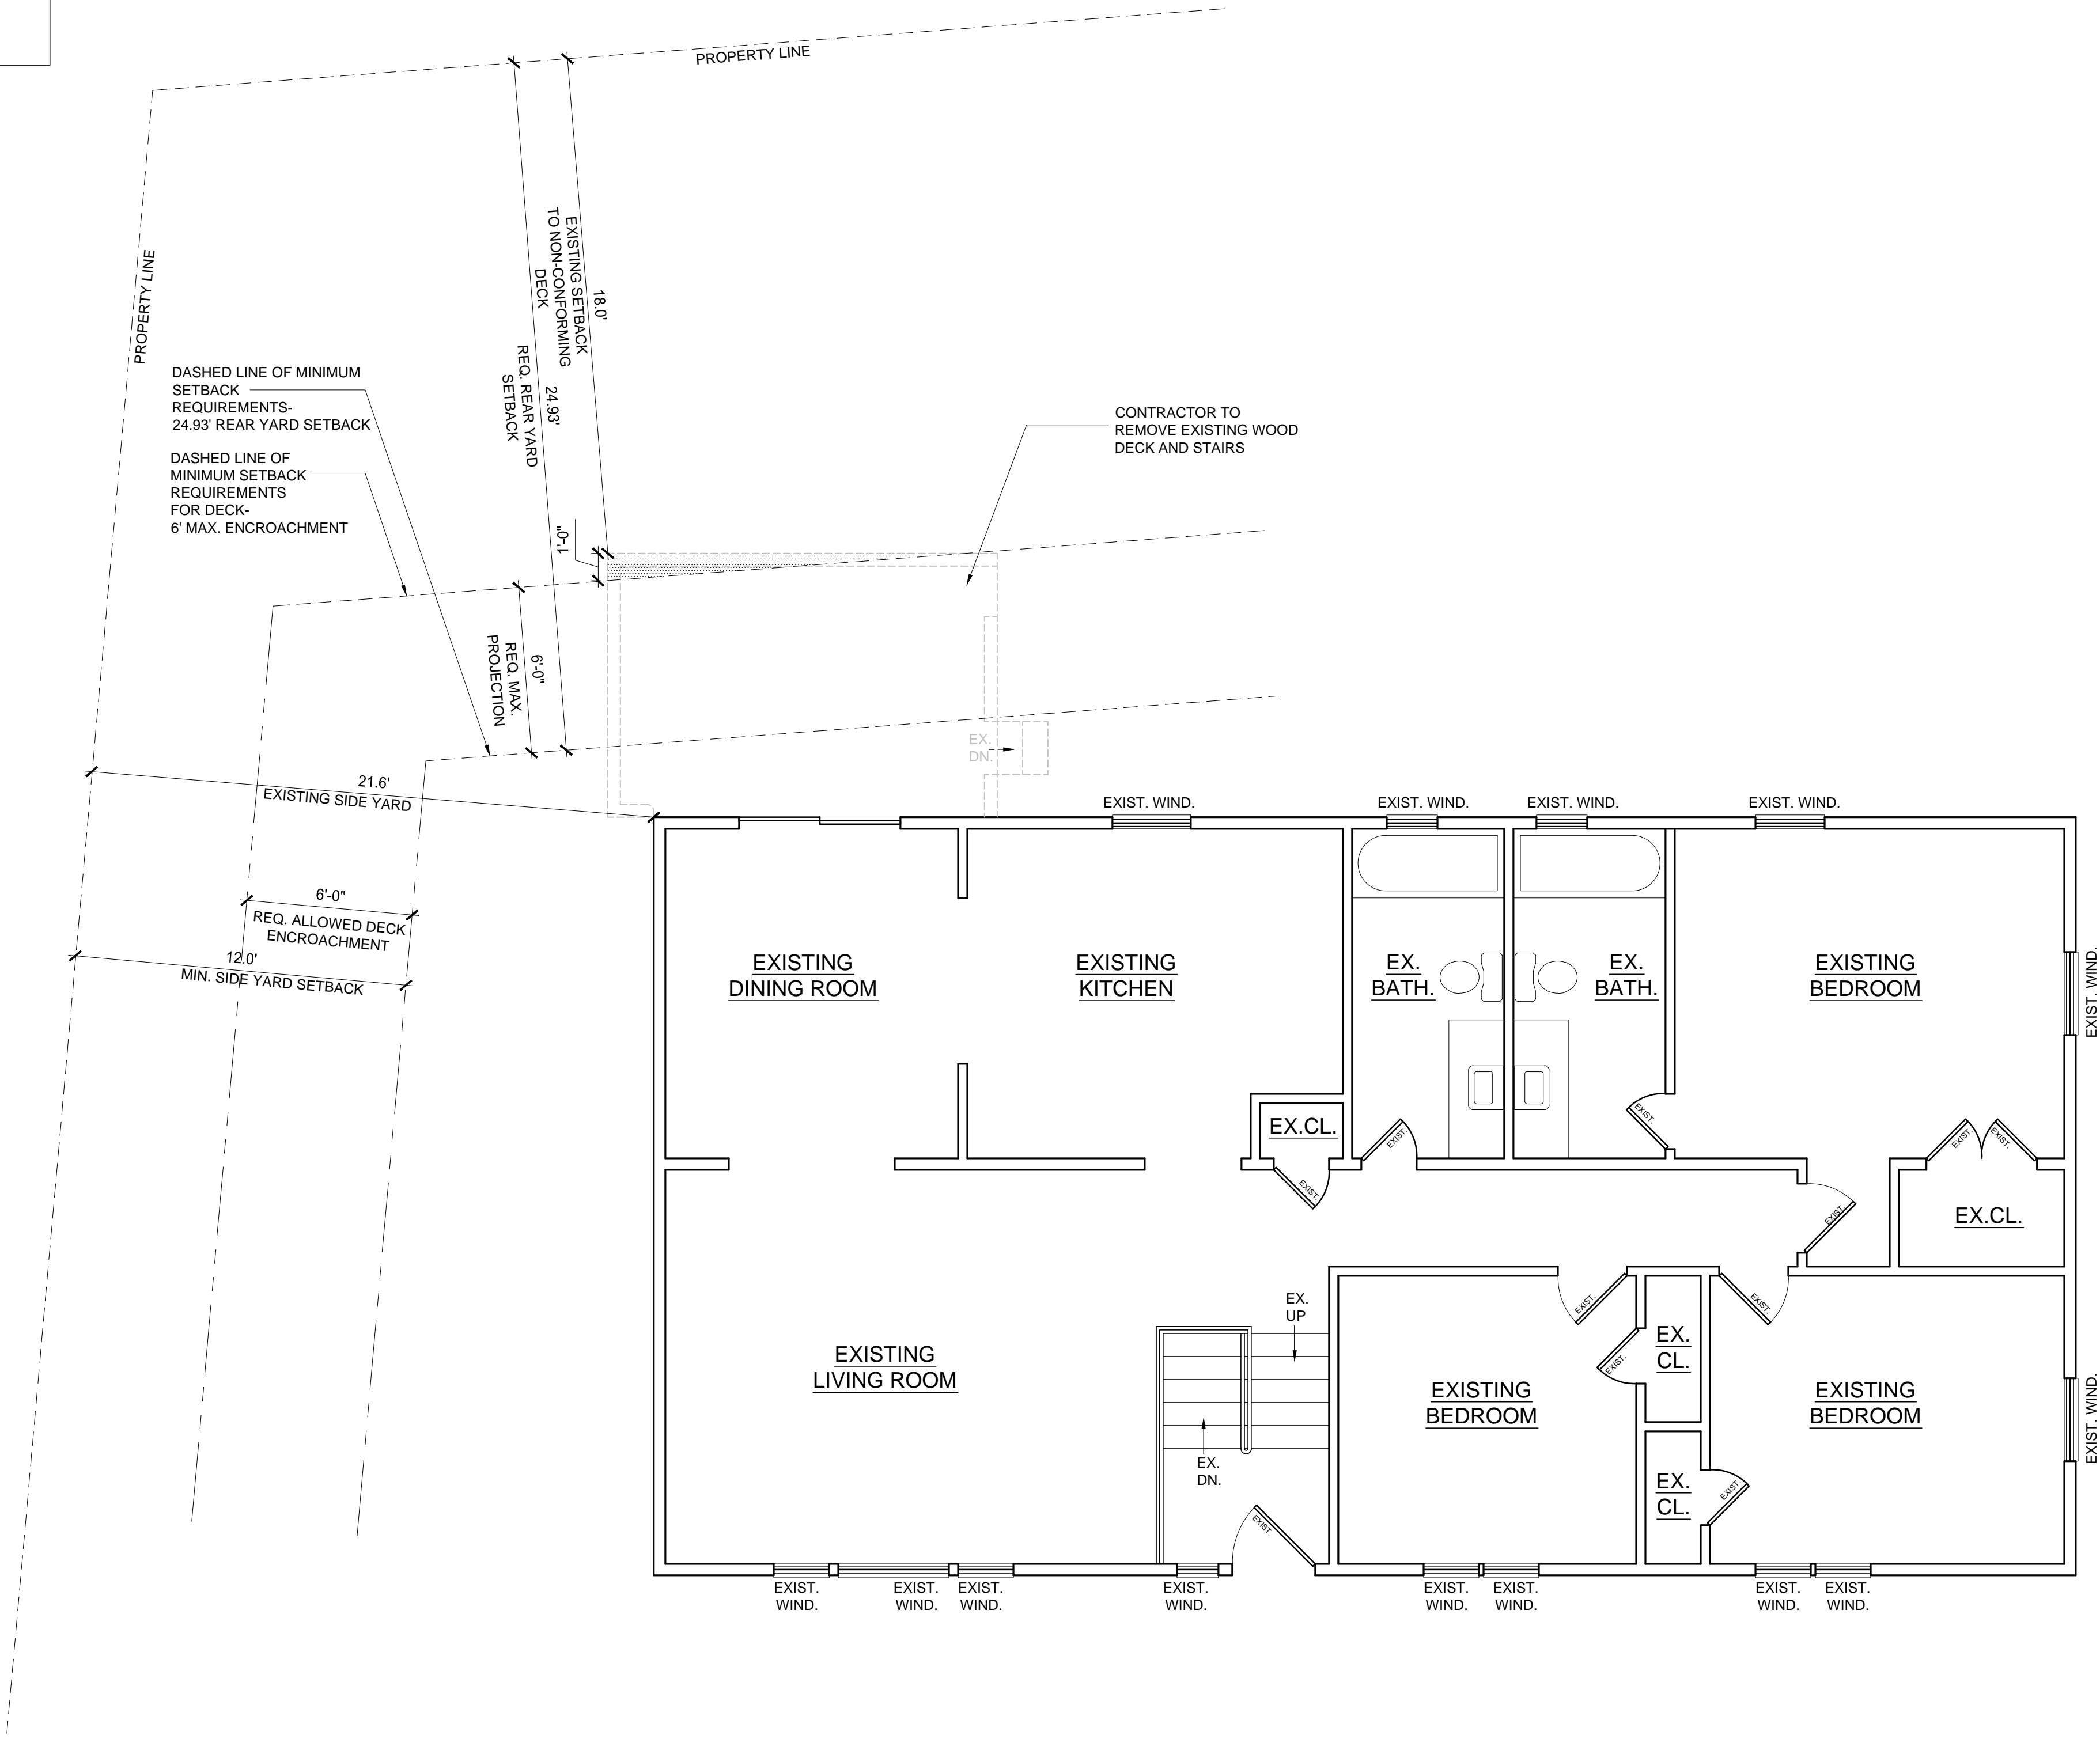 PROPERTY LINE
PROPERTY LINE
18.0'
EXISTING SETBACK
TO NON-CONFORMING
DECK
24.93'
REQ. REAR YARD
SETBACK
DASHED LINE OF MINIMUM
SETBACK
REQUIREMENTS-
24.93' REAR YARD SETBACK
DASHED LINE OF
MINIMUM SETBACK
REQUIREMENTS
FOR DECK-
6' MAX. ENCROACHMENT
CONTRACTOR TO
REMOVE EXISTING WOOD
DECK AND STAIRS
1'-0"
6'-0"
REQ. MAX.
PROJECTION
EX.
DN.
21.6'
EXISTING SIDE YARD
6'-0"
REQ. ALLOWED DECK
ENCROACHMENT
12.0'
MIN. SIDE YARD SETBACK
EXIST. WIND.
EXIST. WIND.
EXIST. WIND.
EXIST. WIND.
EXISTING
DINING ROOM
EXISTING
KITCHEN
EX.
BATH.
EX.
BATH.
EXISTING
BEDROOM
EXIST. WIND.
EX.CL.
EXIST.
EXIST.
EXIST.
EXIST.
EXIST.
EXIST.
EX.CL.
EXIST.
EXIST.
EXIST.
EX.
UP
EXISTING
LIVING ROOM
EX.
DN.
EXIST.
EXISTING
BEDROOM
EXIST.
EX.
CL.
EX.
CL.
EXIST.
EXISTING
BEDROOM
EXIST. WIND.
EXIST.
WIND.
EXIST.
WIND.
EXIST.
WIND.
EXIST.
WIND.
EXIST.
WIND.
EXIST.
WIND.
EXIST.
WIND.
EXIST.
WIND.